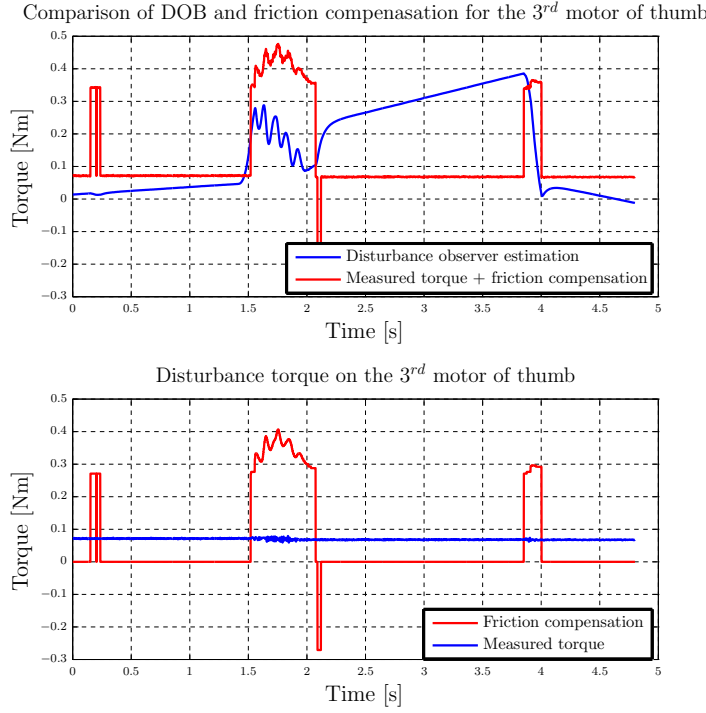 Comparison of DOB and friction compenasation for the 3rd motor of thumb
0.5
0.4
0.3
0.2
0.1
0
−0.1
−0.2
−0.3
Torque [Nm]
Disturbance observer estimation
Measured torque + friction compensation
0 0.5 1 1.5 2 2.5 3 3.5 4 4.5 5
Time [s]
Disturbance torque on the 3rd motor of thumb
0.5
0.4
0.3
0.2
0.1
0
−0.1
−0.2
−0.3
Torque [Nm]
Friction compensation
Measured torque
0 0.5 1 1.5 2 2.5 3 3.5 4 4.5 5
Time [s]